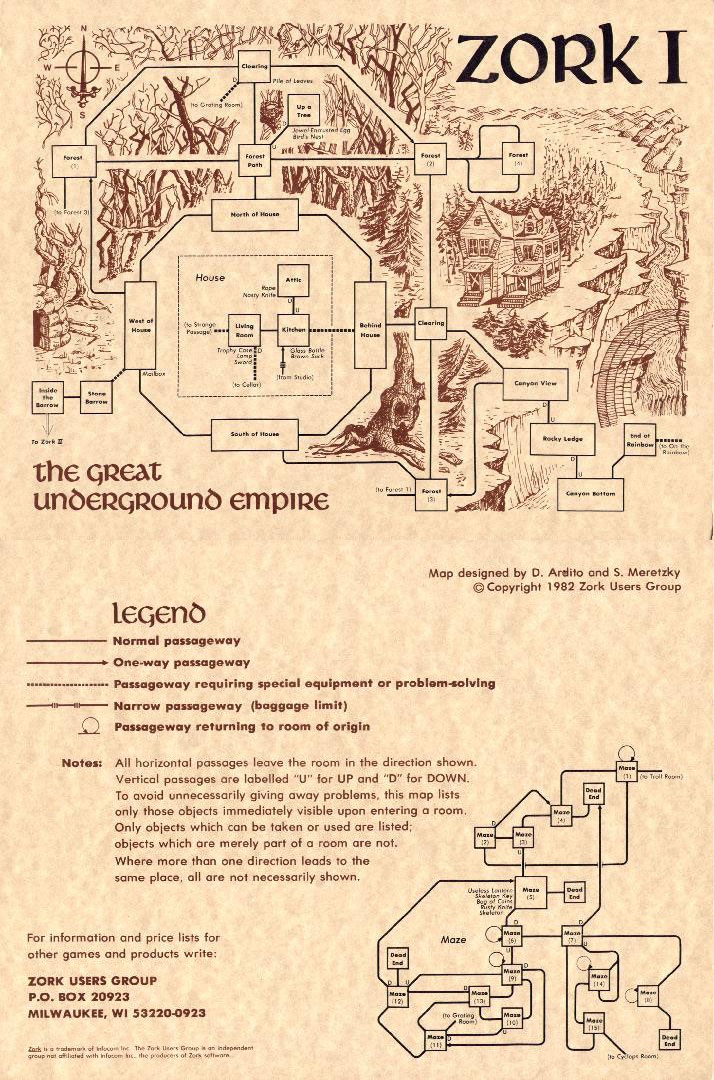 ZORK I
N
W E
S
Clearing
D
Pile of Leaves
(to Grating Room)
Up a
Tree
D
Jewel-Encrusted Egg
Bird's Nest
U
Forest
(1)
Forest
Path
Forest
(2)
Forest
(4)
(to Forest 3)
North of House
House
Attic
Rope
Nasty Knife
D
U
West of
House
(to Strange
Passage)
Living
Room
Kitchen
Behind
House
Clearing
Trophy Case
Lamp
Sword
D
Glass Bottle
Brown Sack
(to Cellar)
(from Studio)
Mailbox
Inside
the
Barrow
Stone
Barrow
To Zork II
Canyon View
D
U
Rocky Ledge
D
U
End of
Rainbow
(to On the
Rainbow)
South of House
Canyon Bottom
(to Forest 1)
Forest
(3)
the GREAT
UNDERGROUND EMPIRE
Map designed by D. Ardito and S. Meretzky
© Copyright 1982 Zork Users Group
LEGEND
Normal passageway
One-way passageway
Passageway requiring special equipment or problem-solving
Narrow passageway (baggage limit)
Passageway returning to room of origin
Notes: All horizontal passages leave the room in the direction shown.
Vertical passages are labelled "U" for UP and "D" for DOWN.
To avoid unnecessarily giving away problems, this map lists
only those objects immediately visible upon entering a room.
Only objects which can be taken or used are listed;
objects which are merely part of a room are not.
Where more than one direction leads to the
same place, all are not necessarily shown.
Maze
(1)
(to Troll Room)
Dead
End
Maze
(4)
D
Maze
(2)
Maze
(3)
U
Useless Lantern
Skeleton Key
Bag of Coins
Rusty Knife
Skeleton
Maze
(5)
Dead
End
Maze
D
Maze
(6)
D
Maze
(7)
U
U
Dead
End
Maze
(9)
D
D
U
Maze
(12)
D
Maze
(13)
Maze
(14)
Maze
(8)
(to Grating
Room)
Maze
(10)
U
Maze
(11)
D
Maze
(15)
Dead
End
(to Cyclops Room)
For information and price lists for
other games and products write:
ZORK USERS GROUP
P.O. BOX 20923
MILWAUKEE, WI 53220-0923
Zork is a trademark of Infocom Inc. The Zork Users Group is an independent
group not affiliated with Infocom Inc., the producers of Zork software.